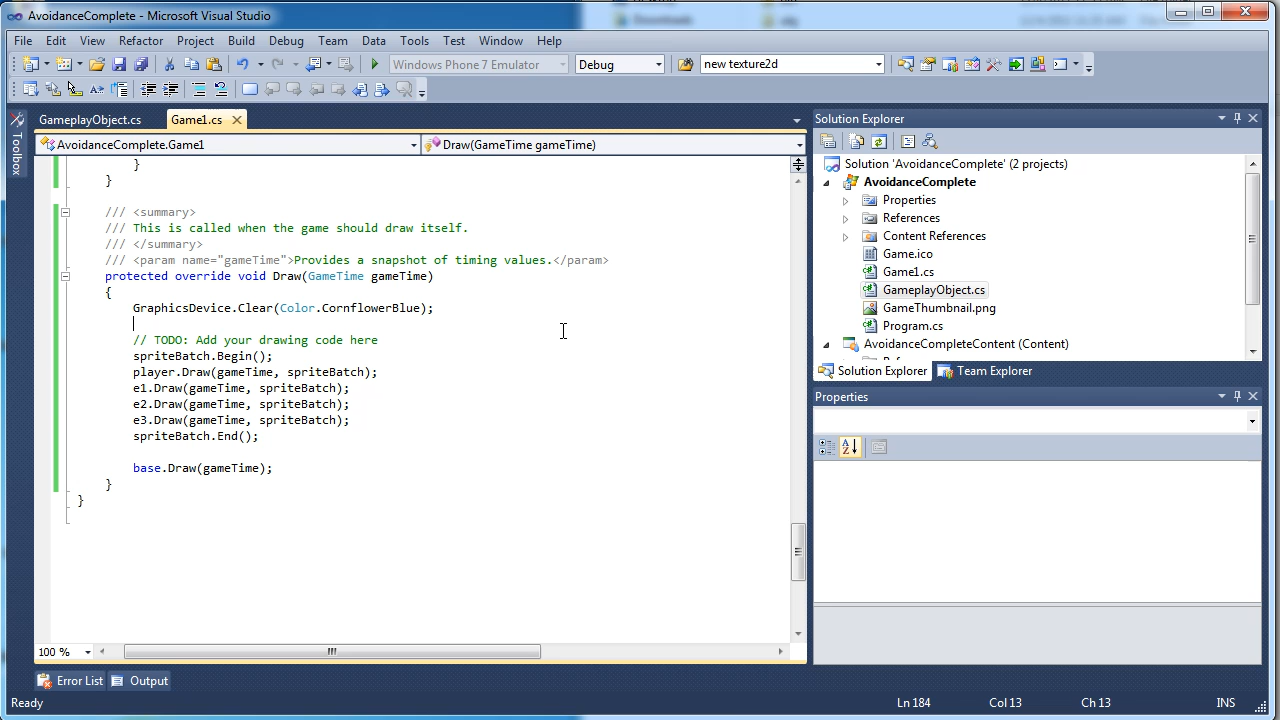 AvoidanceComplete - Microsoft Visual Studio
File Edit View Refactor Project Build Debug Team Data Tools Test Window Help
Windows Phone 7 Emulator Debug new texture2d
GameplayObject.cs Game1.cs
AvoidanceComplete.Game1 Draw(GameTime gameTime)
Toolbox
}
}
/// <summary>
/// This is called when the game should draw itself.
/// </summary>
/// <param name="gameTime">Provides a snapshot of timing values.</param>
protected override void Draw(GameTime gameTime)
{
GraphicsDevice.Clear(Color.CornflowerBlue);
// TODO: Add your drawing code here
spriteBatch.Begin();
player.Draw(gameTime, spriteBatch);
e1.Draw(gameTime, spriteBatch);
e2.Draw(gameTime, spriteBatch);
e3.Draw(gameTime, spriteBatch);
spriteBatch.End();
base.Draw(gameTime);
}
}
100 %
Solution Explorer
Solution 'AvoidanceComplete' (2 projects)
AvoidanceComplete
Properties
References
Content References
Game.ico
Game1.cs
GameplayObject.cs
GameThumbnail.png
Program.cs
AvoidanceCompleteContent (Content)
Solution Explorer Team Explorer
Properties
Error List Output
Ready Ln 184 Col 13 Ch 13 INS